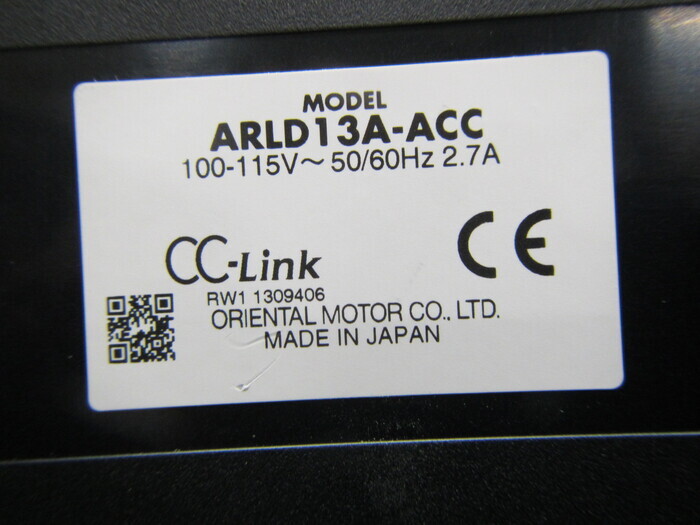 MODEL
ARLD13A-ACC
100-115V～50/60Hz 2.7A
CC-Link
CE
RW1 1309406
ORIENTAL MOTOR CO., LTD.
MADE IN JAPAN